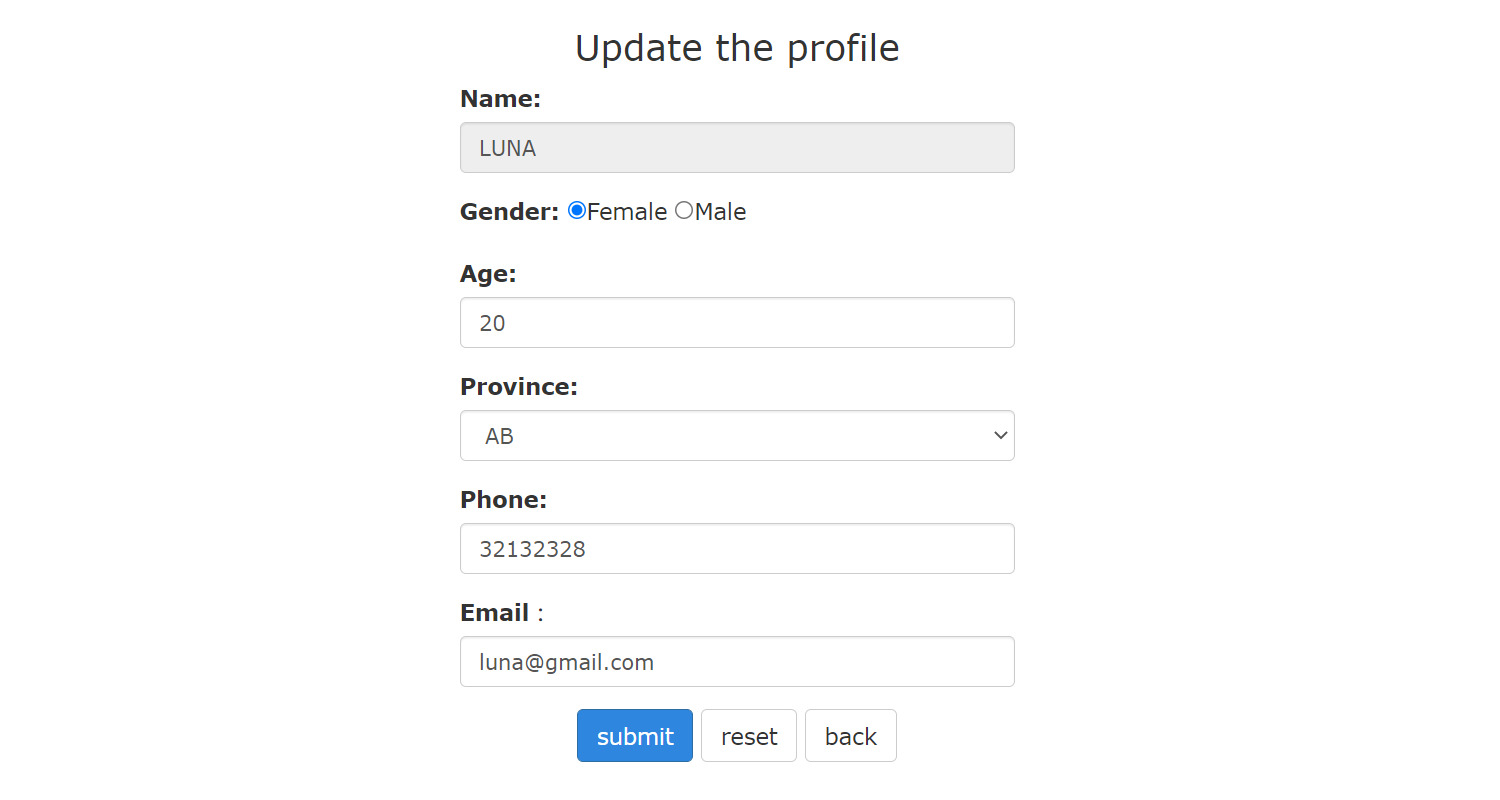 Update the profile
Name:
LUNA
Gender: Female Male
Age:
20
Province:
AB
Phone:
32132328
Email :
luna@gmail.com
submit reset back